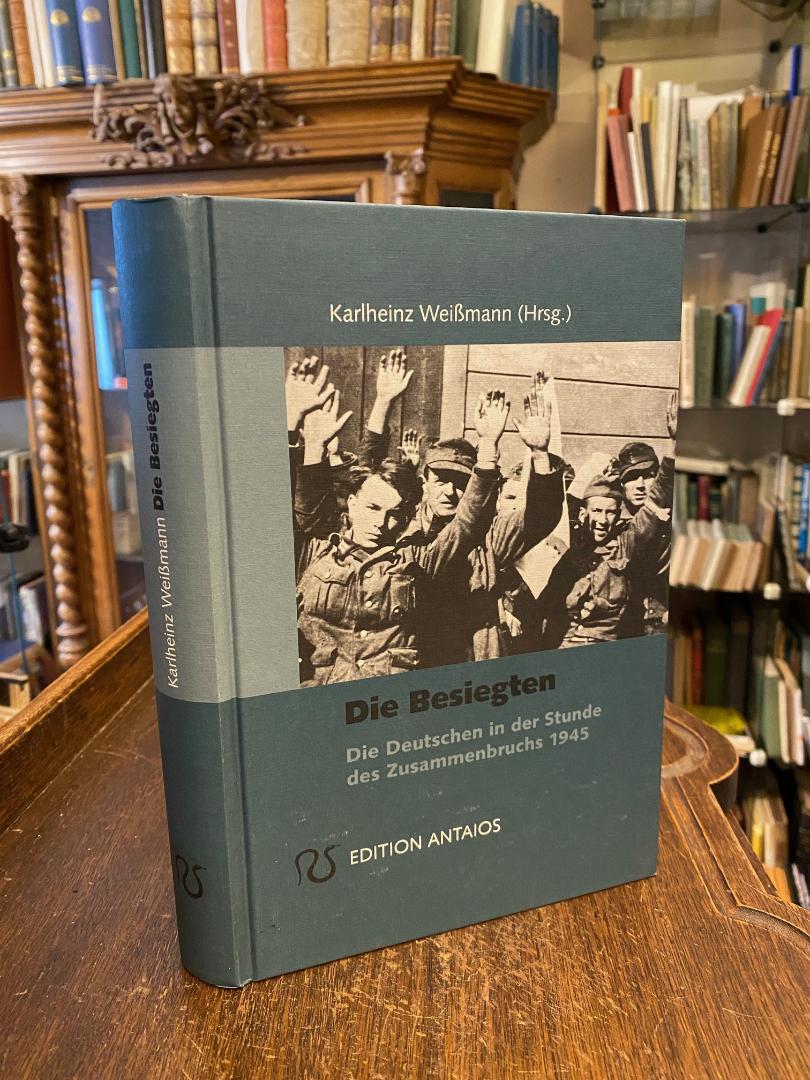 Karlheinz Weißmann Die Besiegten
Karlheinz Weißmann (Hrsg.)
Die Besiegten
Die Deutschen in der Stunde
des Zusammenbruchs 1945
EDITION ANTAIOS